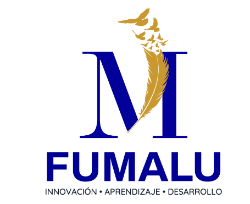 M
FUMALU
INNOVACIÓN • APRENDIZAJE • DESARROLLO